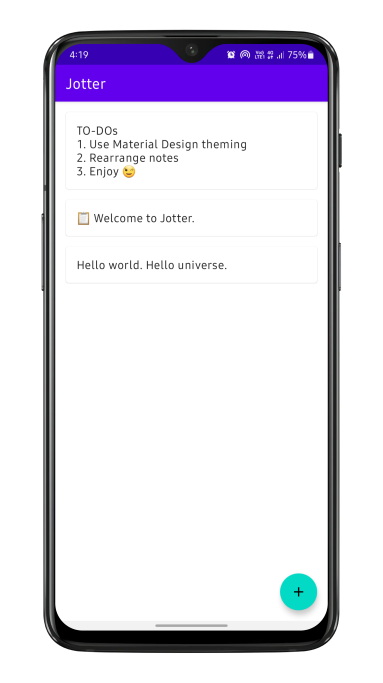 4:19
75%
Jotter
TO-DOs
1. Use Material Design theming
2. Rearrange notes
3. Enjoy 😉
📋 Welcome to Jotter.
Hello world. Hello universe.
+